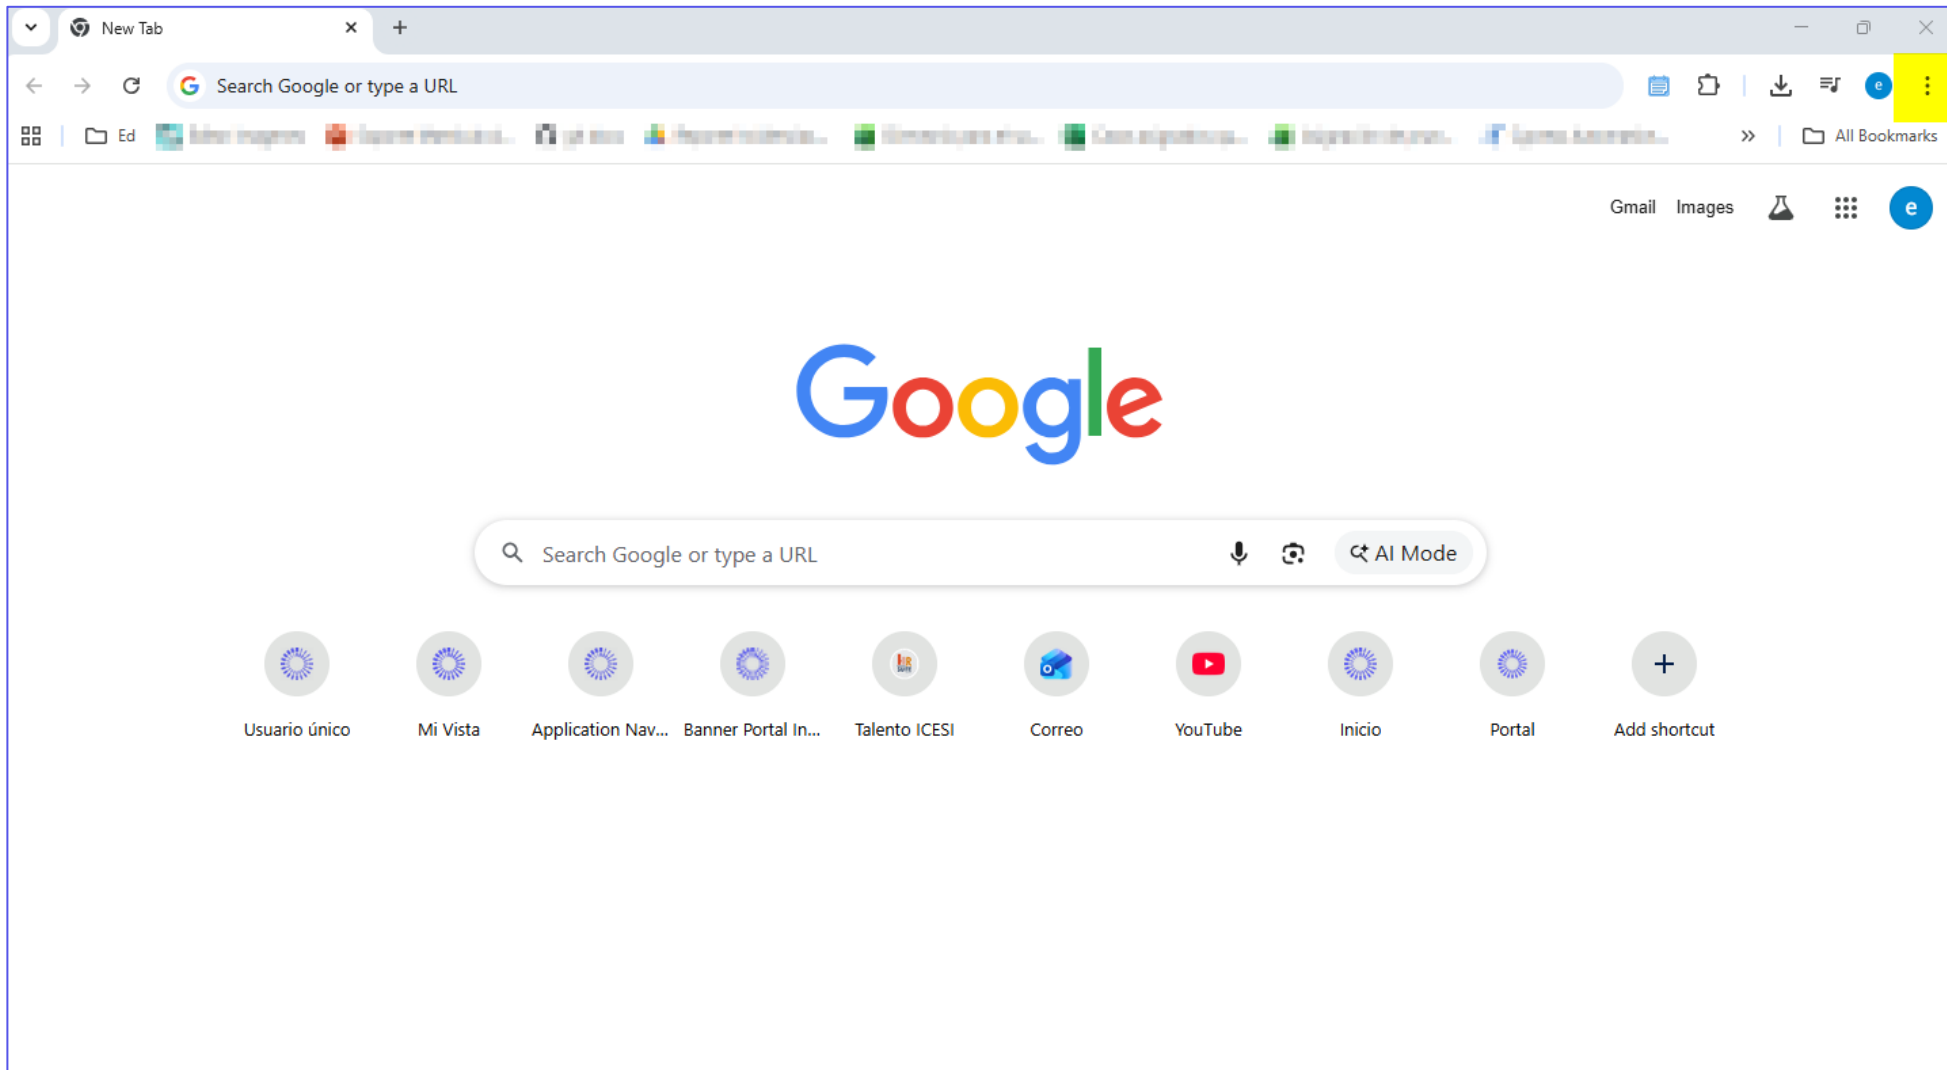 New Tab
Search Google or type a URL
Ed
All Bookmarks
Gmail Images e
Google
Search Google or type a URL AI Mode
Usuario único Mi Vista Application Nav... Banner Portal In... Talento ICESI Correo YouTube Inicio Portal Add shortcut